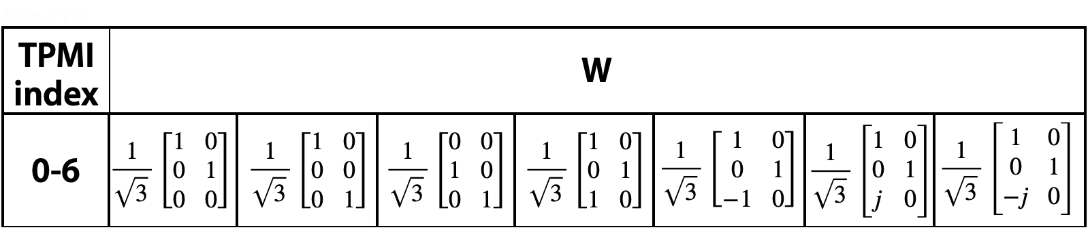 TPMI index W
0-6 1/√3 [1 0; 0 1; 0 0] 1/√3 [1 0; 0 0; 0 1] 1/√3 [0 0; 1 0; 0 1] 1/√3 [1 0; 0 1; 1 0] 1/√3 [1 0; 0 1; −1 0] 1/√3 [1 0; 0 1; j 0] 1/√3 [1 0; 0 1; −j 0]